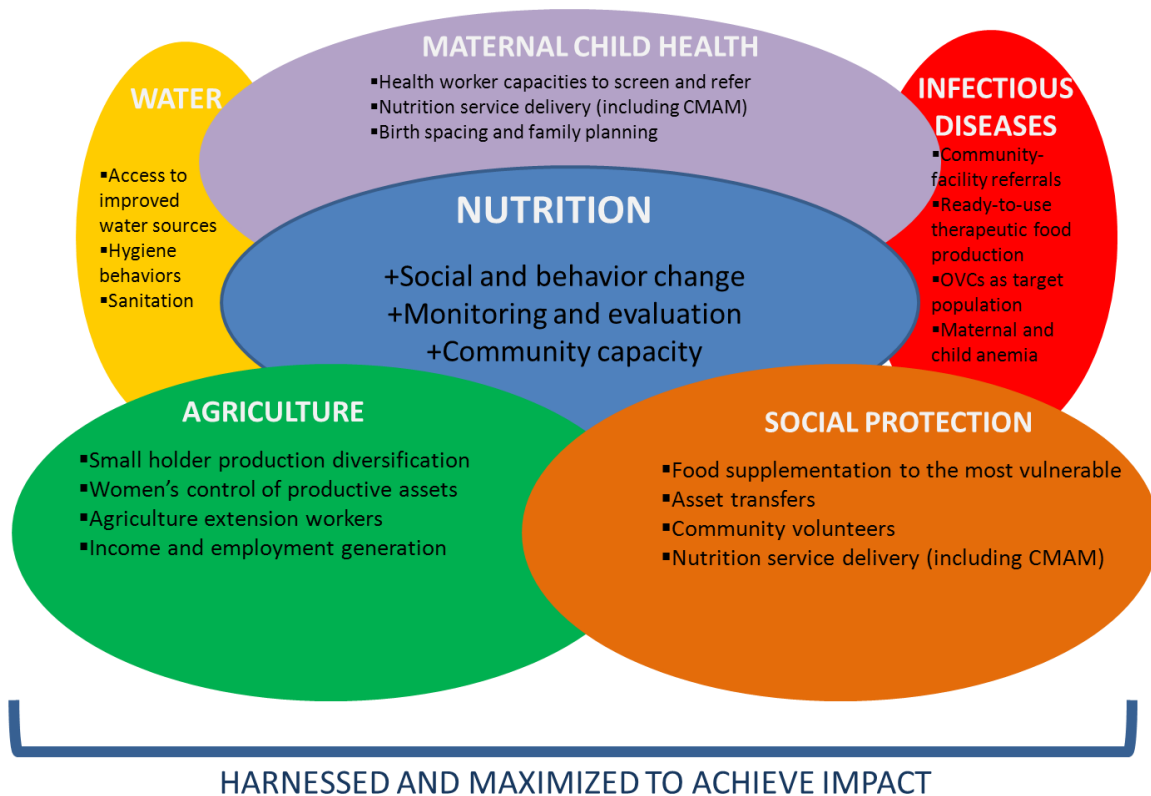 MATERNAL CHILD HEALTH
▪Health worker capacities to screen and refer
▪Nutrition service delivery (including CMAM)
▪Birth spacing and family planning
WATER
▪Access to
improved
water sources
▪Hygiene
behaviors
▪Sanitation
INFECTIOUS
DISEASES
▪Community-
facility referrals
▪Ready-to-use
therapeutic food
production
▪OVCs as target
population
▪Maternal and
child anemia
NUTRITION
+Social and behavior change
+Monitoring and evaluation
+Community capacity
AGRICULTURE
▪Small holder production diversification
▪Women’s control of productive assets
▪Agriculture extension workers
▪Income and employment generation
SOCIAL PROTECTION
▪Food supplementation to the most vulnerable
▪Asset transfers
▪Community volunteers
▪Nutrition service delivery (including CMAM)
HARNESSED AND MAXIMIZED TO ACHIEVE IMPACT